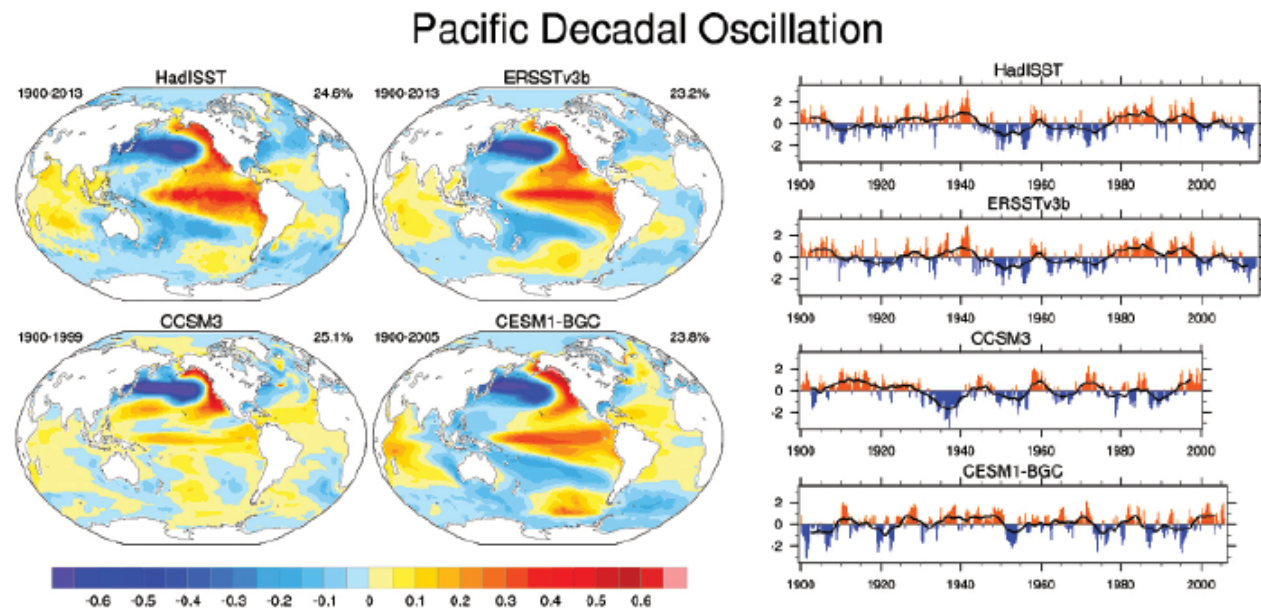 Pacific Decadal Oscillation
HadISST
1900-2013
24.6%
ERSSTv3b
1900-2013
23.2%
CCSM3
1900-1999
25.1%
CESM1-BGC
1900-2005
23.8%
-0.6 -0.5 -0.4 -0.3 -0.2 -0.1 0 0.1 0.2 0.3 0.4 0.5 0.6
HadISST
2
0
-2
1900 1920 1940 1960 1980 2000
ERSSTv3b
2
0
-2
1900 1920 1940 1960 1980 2000
CCSM3
2
0
-2
1900 1920 1940 1960 1980 2000
CESM1-BGC
2
0
-2
1900 1920 1940 1960 1980 2000